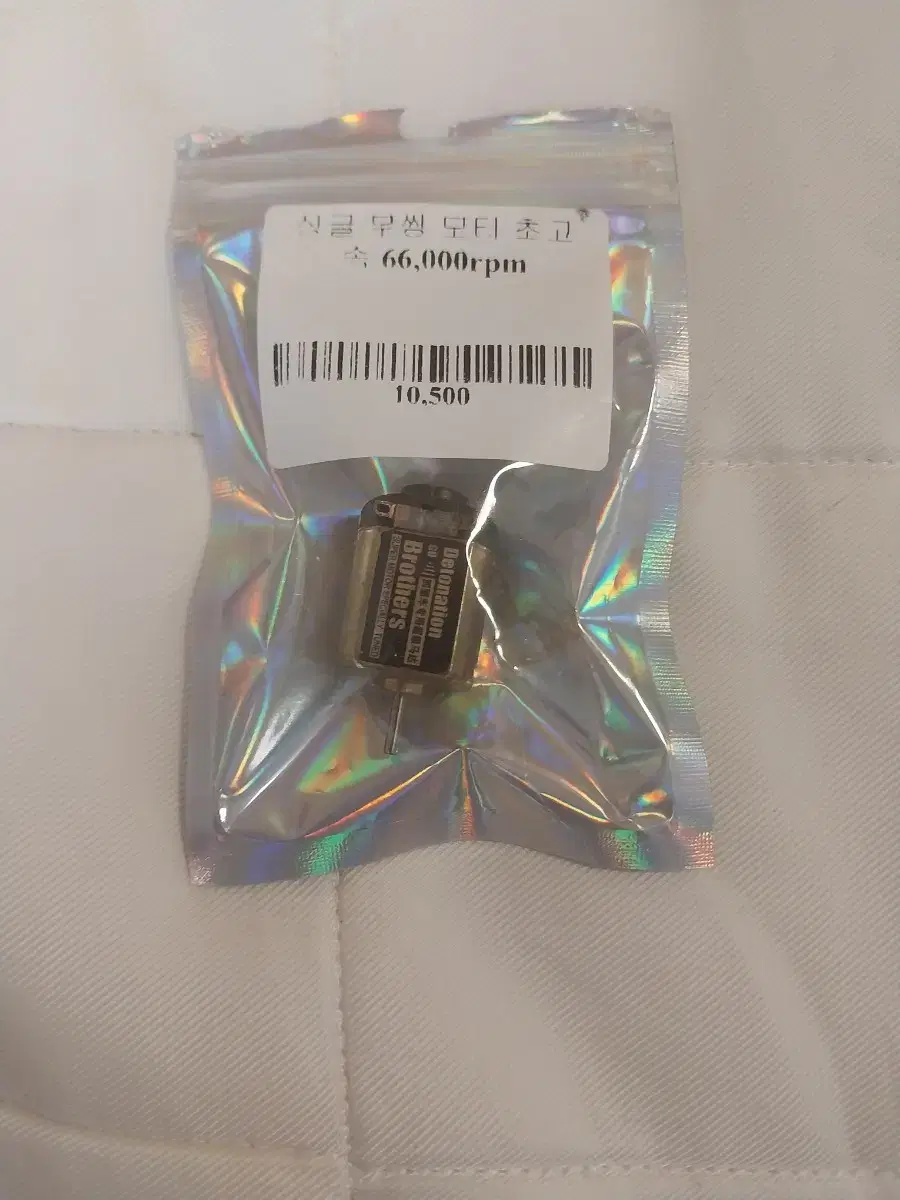 싱글 무씽 모터 초고
속 66,000rpm
10,500
Detonation
Brothers